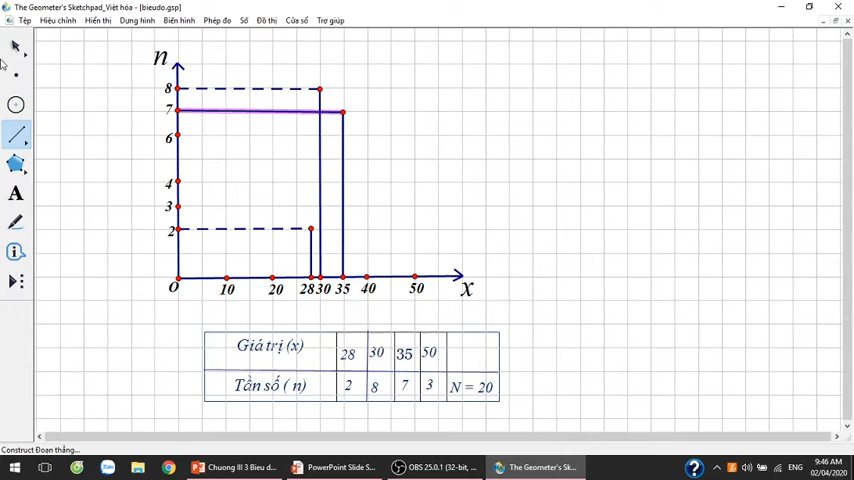 The Geometer's Sketchpad_Việt hóa - [bieudo.gsp]
Tệp Hiệu chỉnh Hiển thị Dựng hình Biến hình Phép đo Số Đồ thị Cửa sổ Trợ giúp
n
8
7
6
4
3
2
O 10 20 28 30 35 40 50 x
Giá trị (x) 28 30 35 50
Tần số ( n) 2 8 7 3 N = 20
A
Construct Đoạn thẳng...
Chuong III 3 Bieu d...
PowerPoint Slide S...
OBS 25.0.1 (32-bit, ...
The Geometer's Sk...
ENG
9:46 AM
02/04/2020